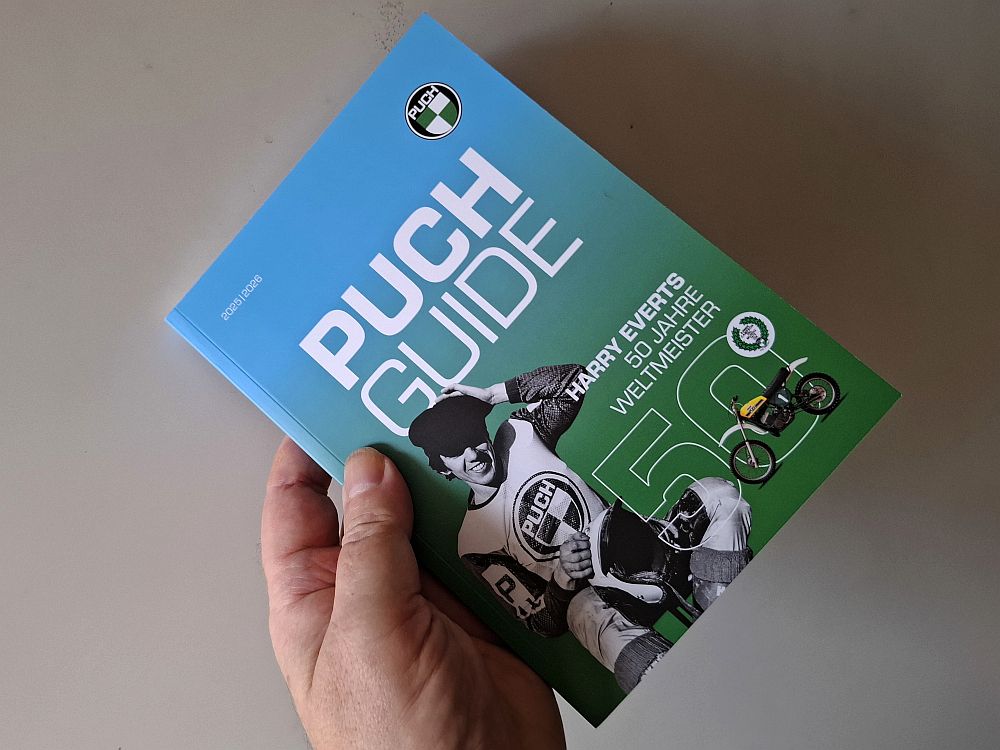 PUCH
2025|2026
PUCH
GUIDE
HARRY EVERTS
50 JAHRE
WELTMEISTER
50
PUCH
P